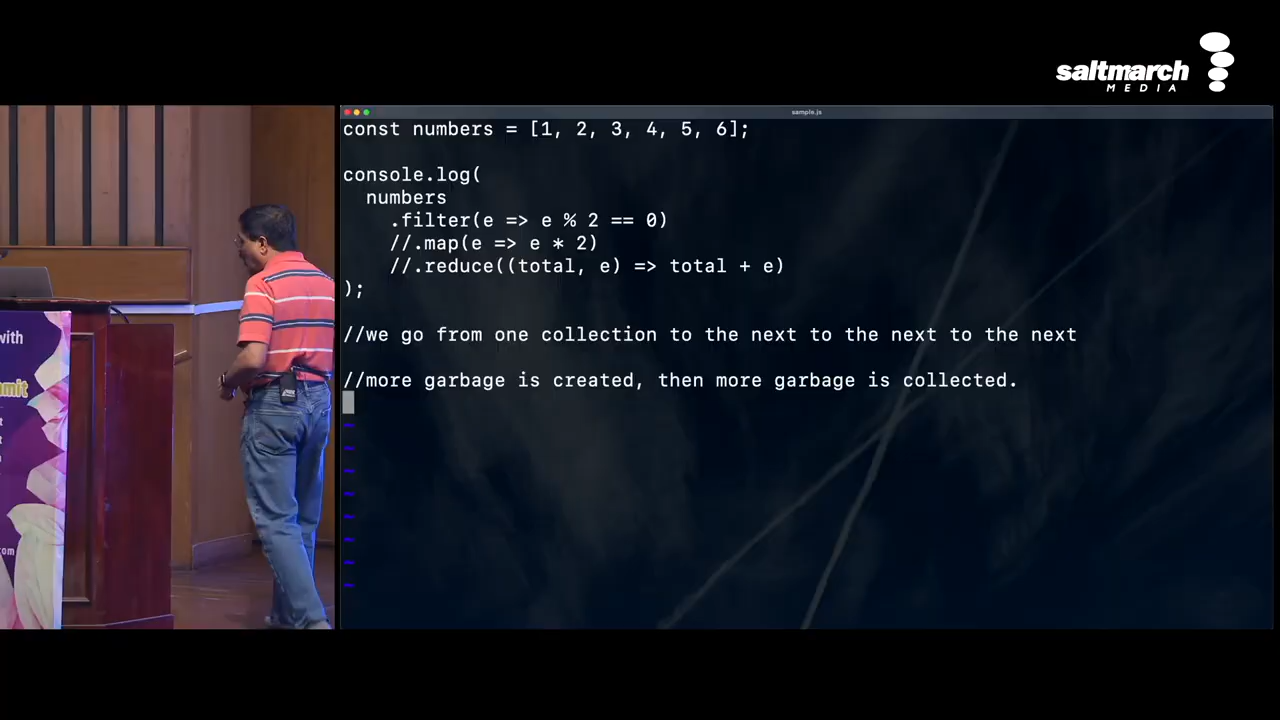 saltmarch
MEDIA
sample.js
const numbers = [1, 2, 3, 4, 5, 6];
console.log(
numbers
.filter(e => e % 2 == 0)
//.map(e => e * 2)
//.reduce((total, e) => total + e)
);
//we go from one collection to the next to the next to the next
//more garbage is created, then more garbage is collected.
~
~
~
~
~
~
~
~
with